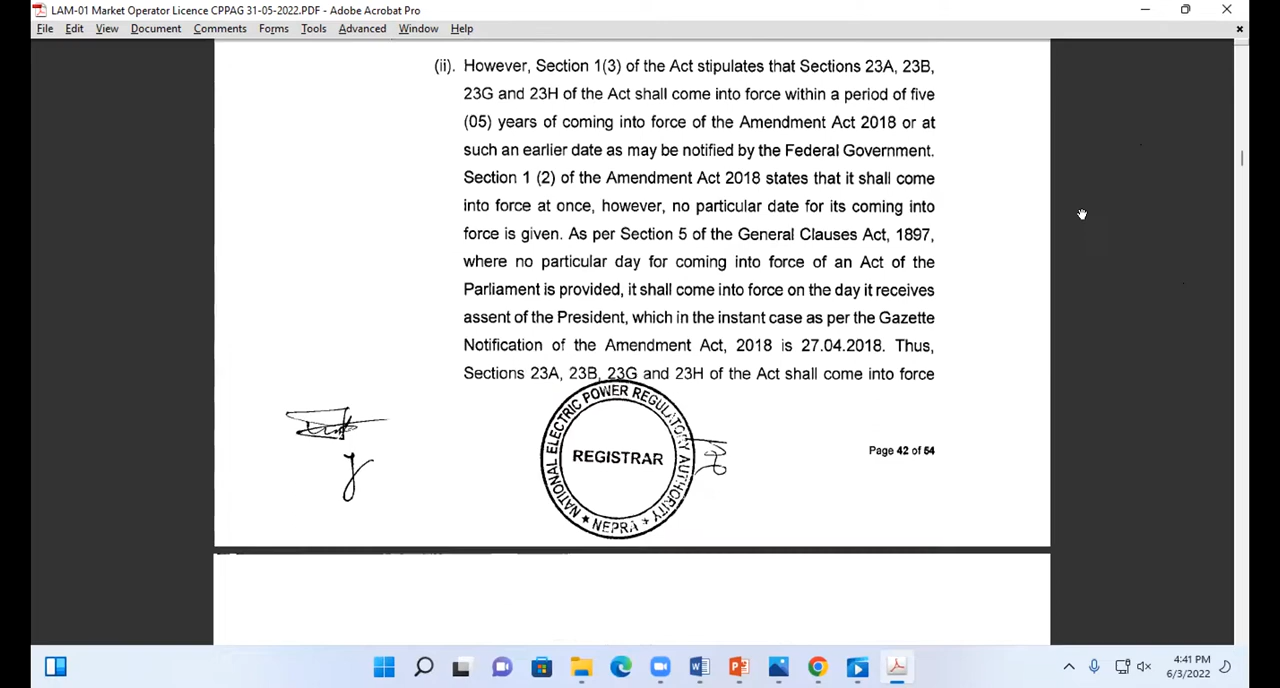 LAM-01 Market Operator Licence CPPAG 31-05-2022.PDF - Adobe Acrobat Pro
File Edit View Document Comments Forms Tools Advanced Window Help
(ii). However, Section 1(3) of the Act stipulates that Sections 23A, 23B,
23G and 23H of the Act shall come into force within a period of five
(05) years of coming into force of the Amendment Act 2018 or at
such an earlier date as may be notified by the Federal Government.
Section 1 (2) of the Amendment Act 2018 states that it shall come
into force at once, however, no particular date for its coming into
force is given. As per Section 5 of the General Clauses Act, 1897,
where no particular day for coming into force of an Act of the
Parliament is provided, it shall come into force on the day it receives
assent of the President, which in the instant case as per the Gazette
Notification of the Amendment Act, 2018 is 27.04.2018. Thus,
Sections 23A, 23B, 23G and 23H of the Act shall come into force
NATIONAL ELECTRIC POWER REGULATORY AUTHORITY
REGISTRAR
NEPRA
Page 42 of 54
4:41 PM
6/3/2022